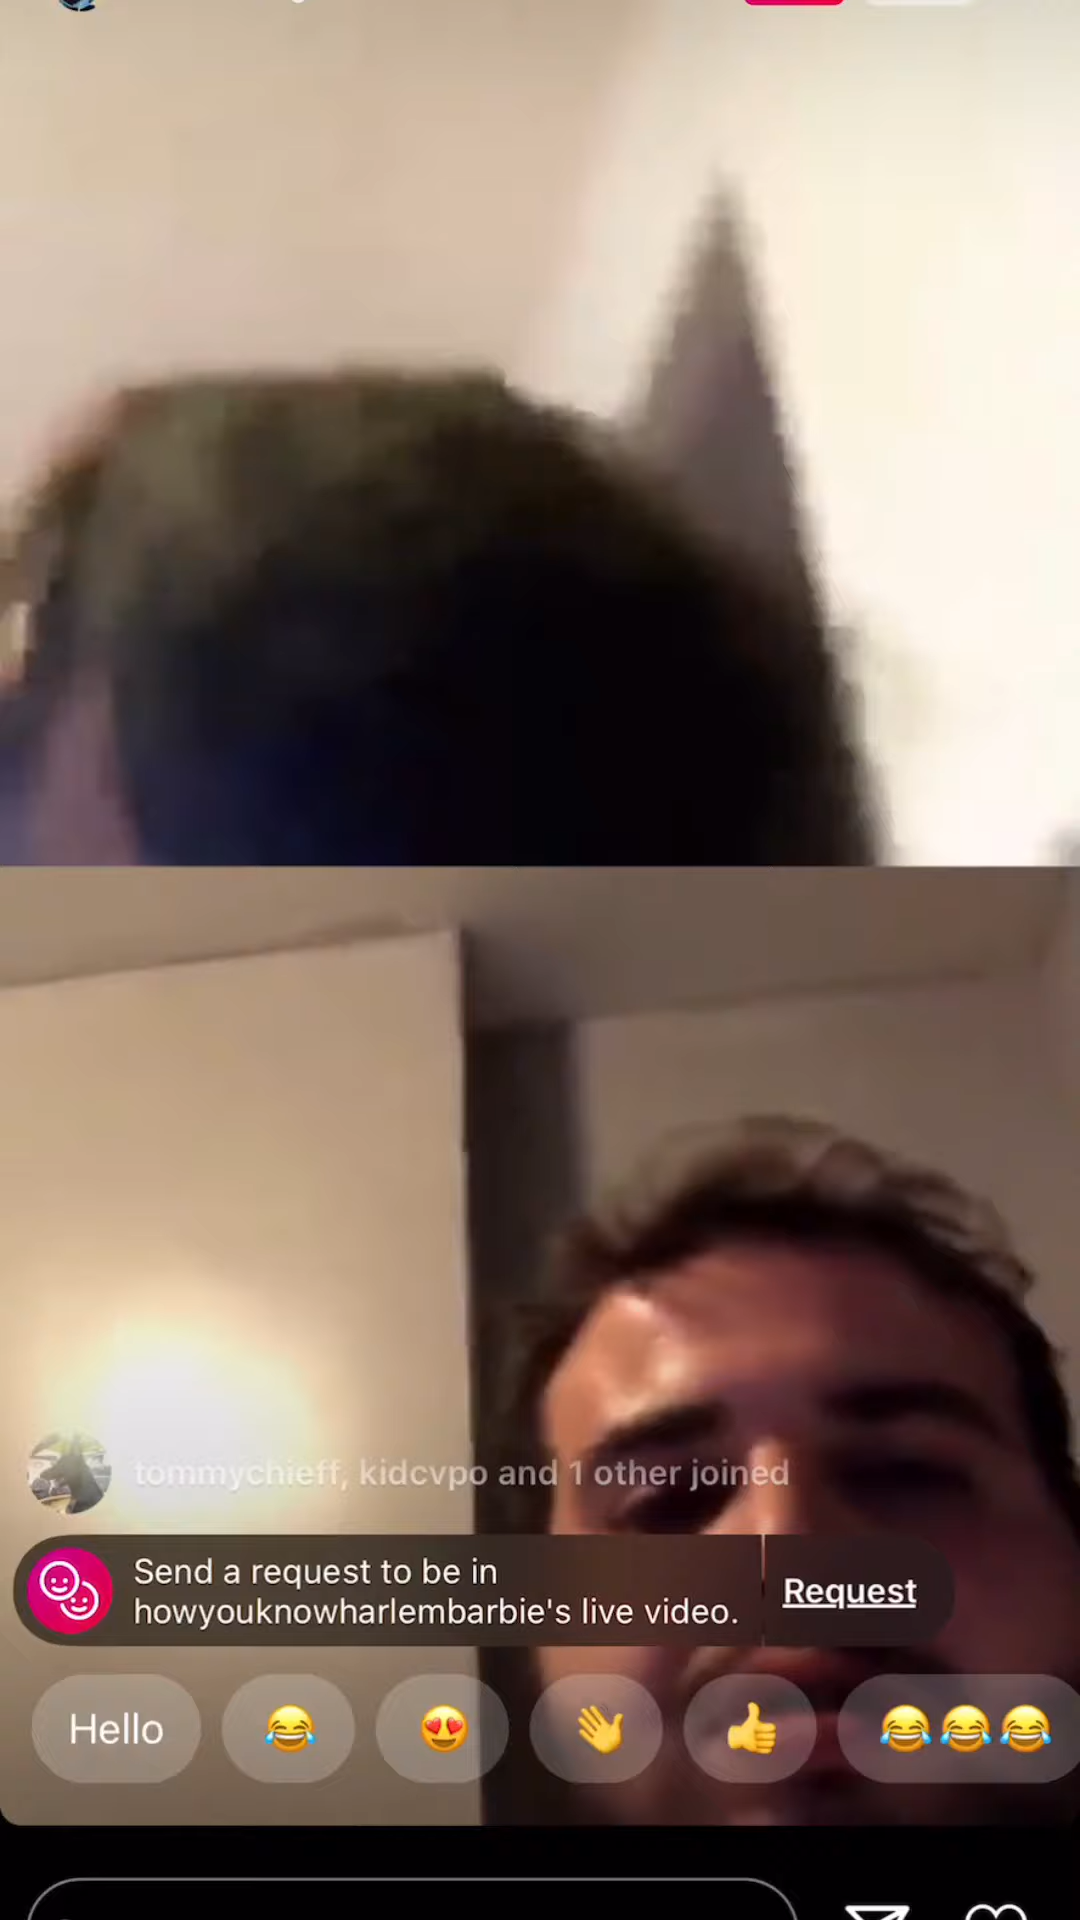 tommychieff, kidcvpo and 1 other joined
Send a request to be in
howyouknowharlembarbie's live video.
Request
Hello